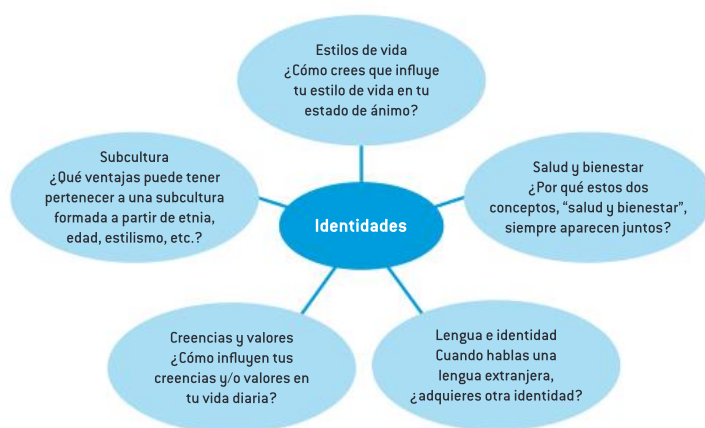 Estilos de vida
¿Cómo crees que influye
tu estilo de vida en tu
estado de ánimo?
Subcultura
¿Qué ventajas puede tener
pertenecer a una subcultura
formada a partir de etnia,
edad, estilismo, etc.?
Salud y bienestar
¿Por qué estos dos
conceptos, “salud y bienestar”,
siempre aparecen juntos?
Identidades
Creencias y valores
¿Cómo influyen tus
creencias y/o valores en
tu vida diaria?
Lengua e identidad
Cuando hablas una
lengua extranjera,
¿adquieres otra identidad?